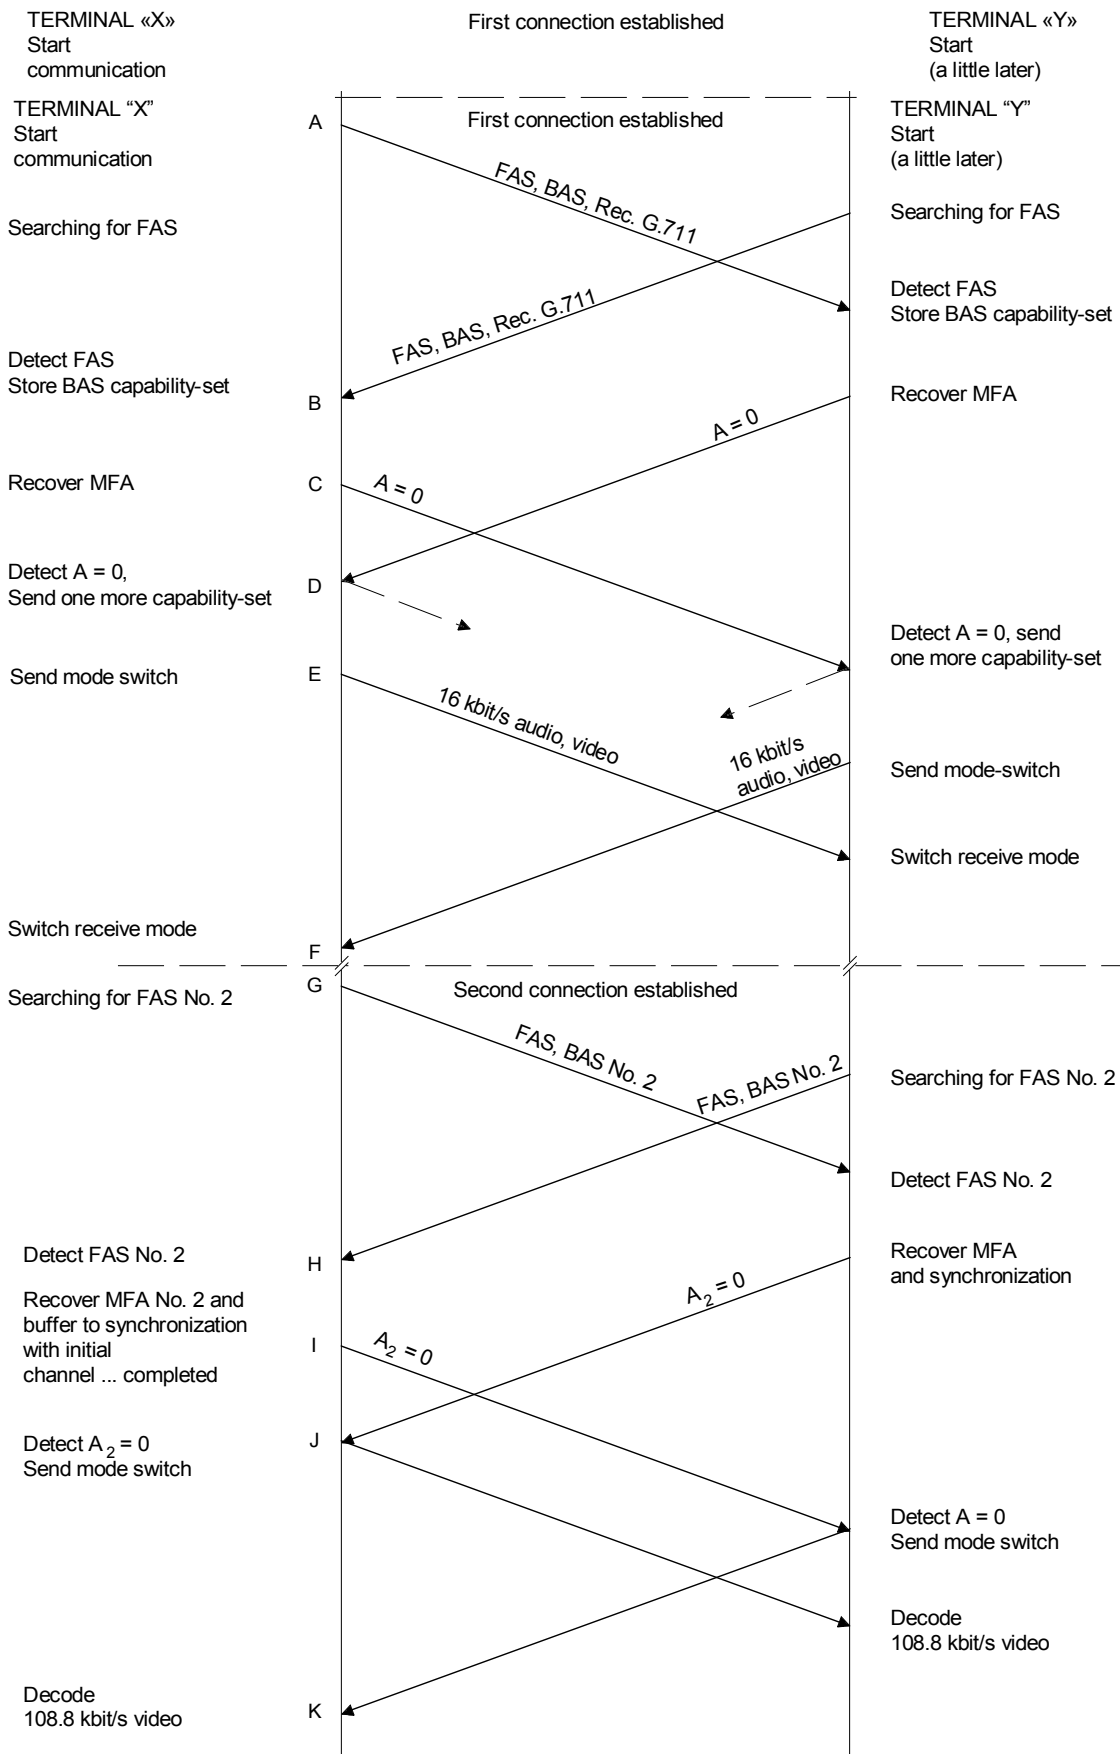 TERMINAL «X»
Start
communication
First connection established
TERMINAL «Y»
Start
(a little later)
TERMINAL “X”
Start
communication
A
First connection established
TERMINAL “Y”
Start
(a little later)
FAS, BAS, Rec. G.711
Searching for FAS
Searching for FAS
Detect FAS
Store BAS capability-set
FAS, BAS, Rec. G.711
Detect FAS
Store BAS capability-set
B
Recover MFA
A = 0
Recover MFA
C
A = 0
Detect A = 0,
Send one more capability-set
D
Detect A = 0, send
one more capability-set
Send mode switch
E
16 kbit/s audio, video
16 kbit/s
audio, video
Send mode-switch
Switch receive mode
Switch receive mode
F
Searching for FAS No. 2
G
Second connection established
FAS, BAS No. 2
FAS, BAS No. 2
Searching for FAS No. 2
Detect FAS No. 2
Detect FAS No. 2
H
Recover MFA
and synchronization
A2 = 0
Recover MFA No. 2 and
buffer to synchronization
with initial
channel ... completed
I
A2 = 0
Detect A2 = 0
Send mode switch
J
Detect A = 0
Send mode switch
Decode
108.8 kbit/s video
Decode
108.8 kbit/s video
K